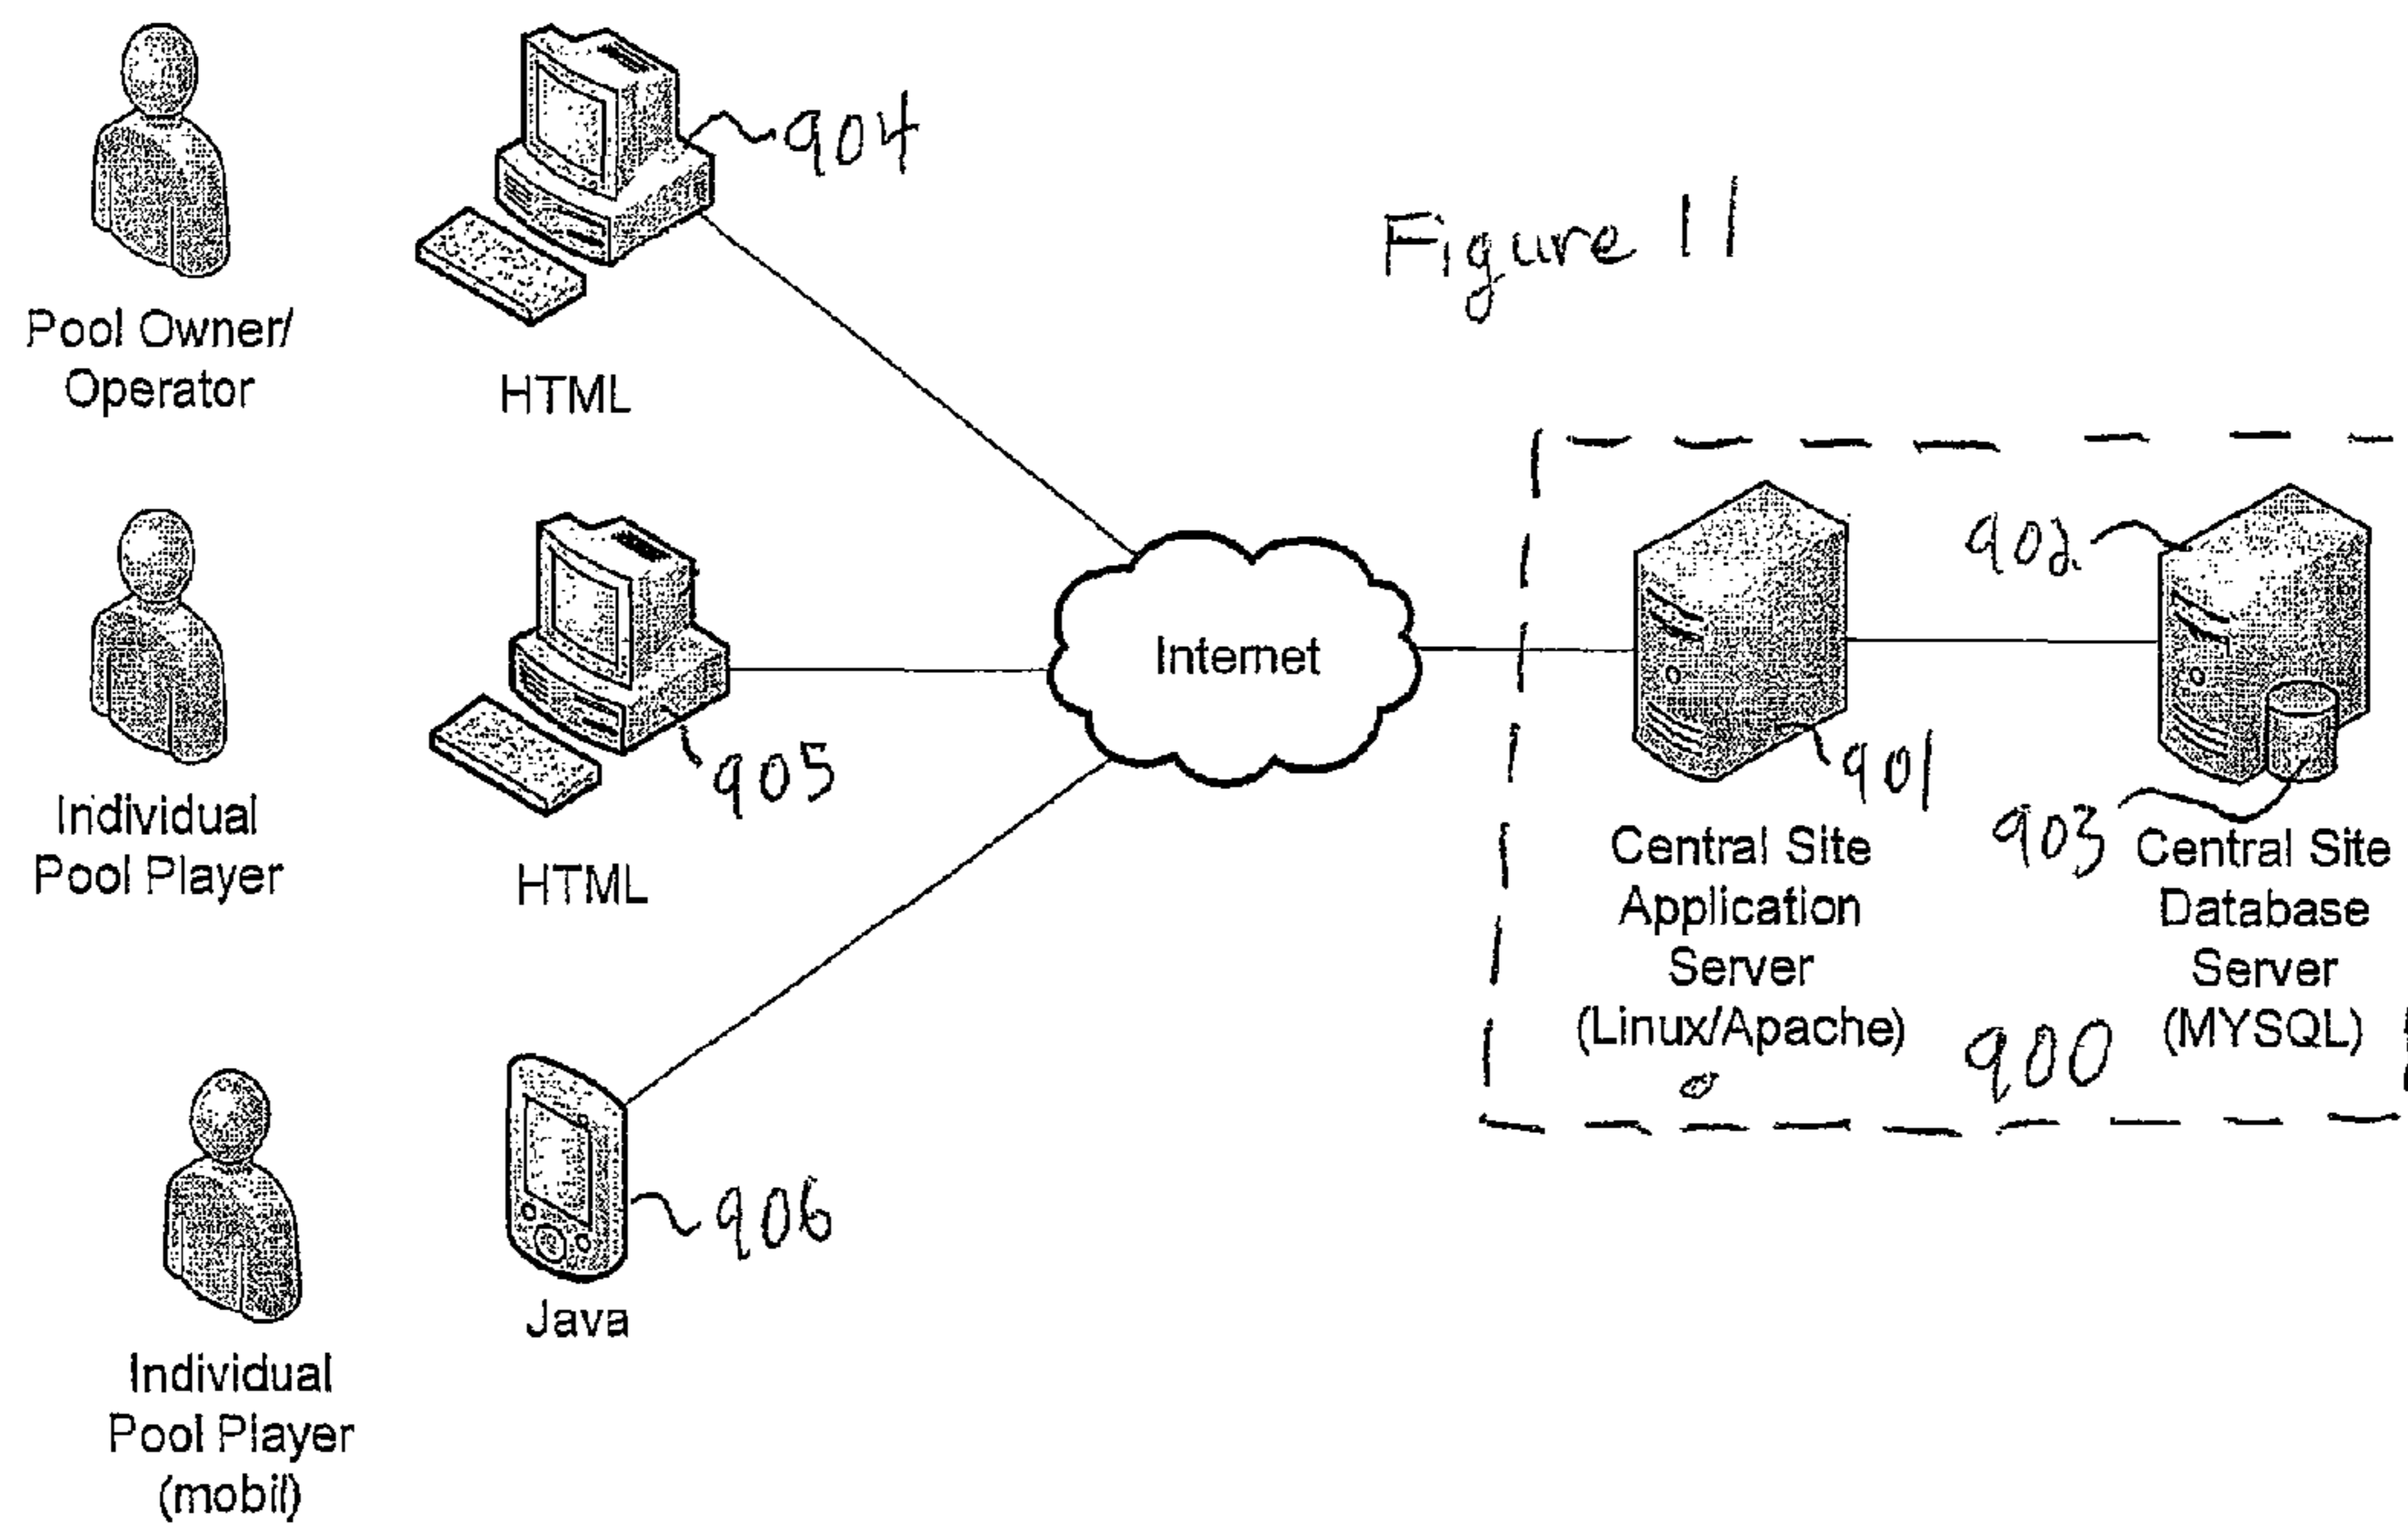 904
Figure 11
Pool Owner/
Operator
HTML
902
Internet
905
901
903
Individual
Pool Player
HTML
Central Site
Application
Server
(Linux/Apache)
Central Site
Database
Server
(MYSQL)
900
906
Java
Individual
Pool Player
(mobil)